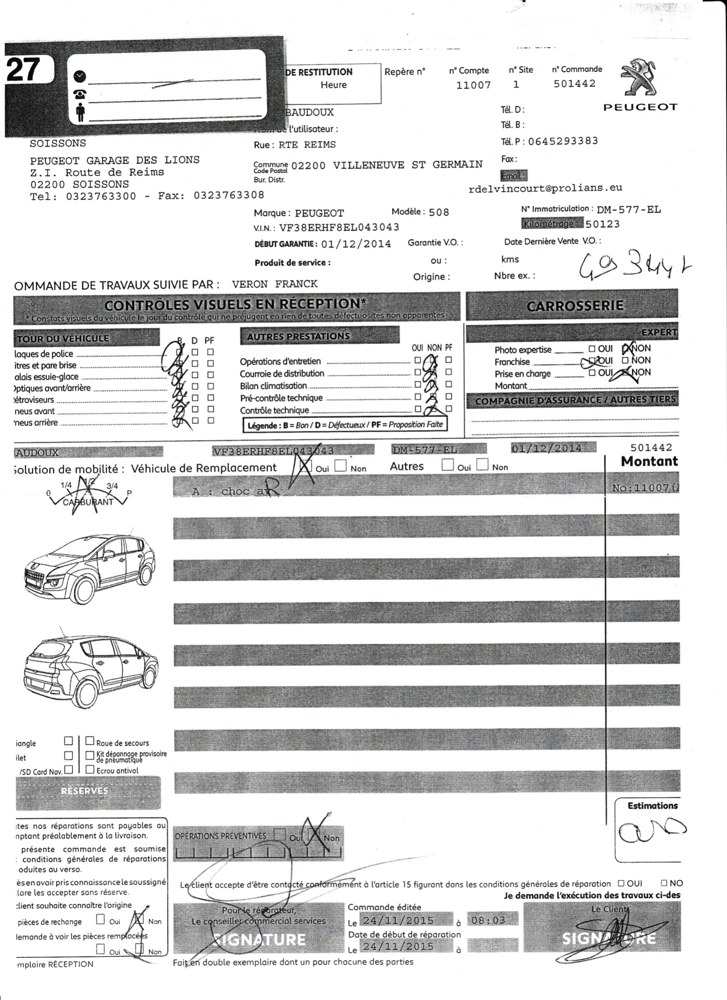 27
DE RESTITUTION
Heure
Repère n°
n° Compte
11007
n° Site
1
n° Commande
501442
PEUGEOT
BAUDOUX
de l'utilisateur :
Rue : RTE REIMS
Commune
Code Postal
02200 VILLENEUVE ST GERMAIN
Bur. Distr.
Tél. D :
Tél. B :
Tél. P : 0645293383
Fax :
Email :
rdelvincourt@prolians.eu
SOISSONS
PEUGEOT GARAGE DES LIONS
Z.I. Route de Reims
02200 SOISSONS
Tel: 0323763300 - Fax: 0323763308
Marque : PEUGEOT Modèle : 508 N° Immatriculation : DM-577-EL
V.I.N. : VF38ERHF8EL043043 Kilométrage : 50123
DÉBUT GARANTIE : 01/12/2014 Garantie V.O. : Date Dernière Vente V.O. :
Produit de service : ou : kms
Origine : Nbre ex. :
OMMANDE DE TRAVAUX SUIVIE PAR : VERON FRANCK
CONTRÔLES VISUELS EN RÉCEPTION*
* Constats visuels du véhicule le jour du contrôle qui ne préjugent en rien de toutes défectuosités non apparentes
CARROSSERIE
TOUR DU VÉHICULE
B D PF
laques de police
itres et pare brise
alais essuie-glace
Optiques avant/arrière
étroviseurs
neus avant
neus arrière
AUTRES PRESTATIONS
OUI NON PF
Opérations d'entretien
Courroie de distribution
Bilan climatisation
Pré-contrôle technique
Contrôle technique
Légende : B = Bon / D = Défectueux / PF = Proposition Faite
EXPERT
Photo expertise OUI NON
Franchise OUI NON
Prise en charge OUI NON
Montant
COMPAGNIE D'ASSURANCE / AUTRES TIERS
AUDOUX VF38ERHF8EL043043 DM-577-EL 01/12/2014 501442
Solution de mobilité : Véhicule de Remplacement Oui Non Autres Oui Non
Montant
0 1/4 1/2 3/4 P
CARBURANT
A : choc aR
No:11007(
iangle
ilet
/SD Card Nav.
Roue de secours
Kit dépannage provisoire
de pneumatique
Ecrou antivol
RÉSERVES
Estimations
tes nos réparations sont payables au
mptant préalablement à la livraison.
présente commande est soumise
conditions générales de réparations
oduites au verso.
ès en avoir pris connaissance le soussigné
lare les accepter sans réserve.
client souhaite connaître l'origine
pièces de rechange Oui Non
demande à voir les pièces remplacées
Oui Non
mplaire RÉCEPTION
OPÉRATIONS PRÉVENTIVES Oui Non
Le client accepte d'être contacté conformément à l'article 15 figurant dans les conditions générales de réparation OUI NO
Je demande l'exécution des travaux ci-des
Pour le réparateur,
Le conseiller commercial services
SIGNATURE
Commande éditée
Le 24/11/2015 à 08:03
Date de début de réparation
Le 24/11/2015 à
Le Client
SIGNATURE
Fait en double exemplaire dont un pour chacune des parties